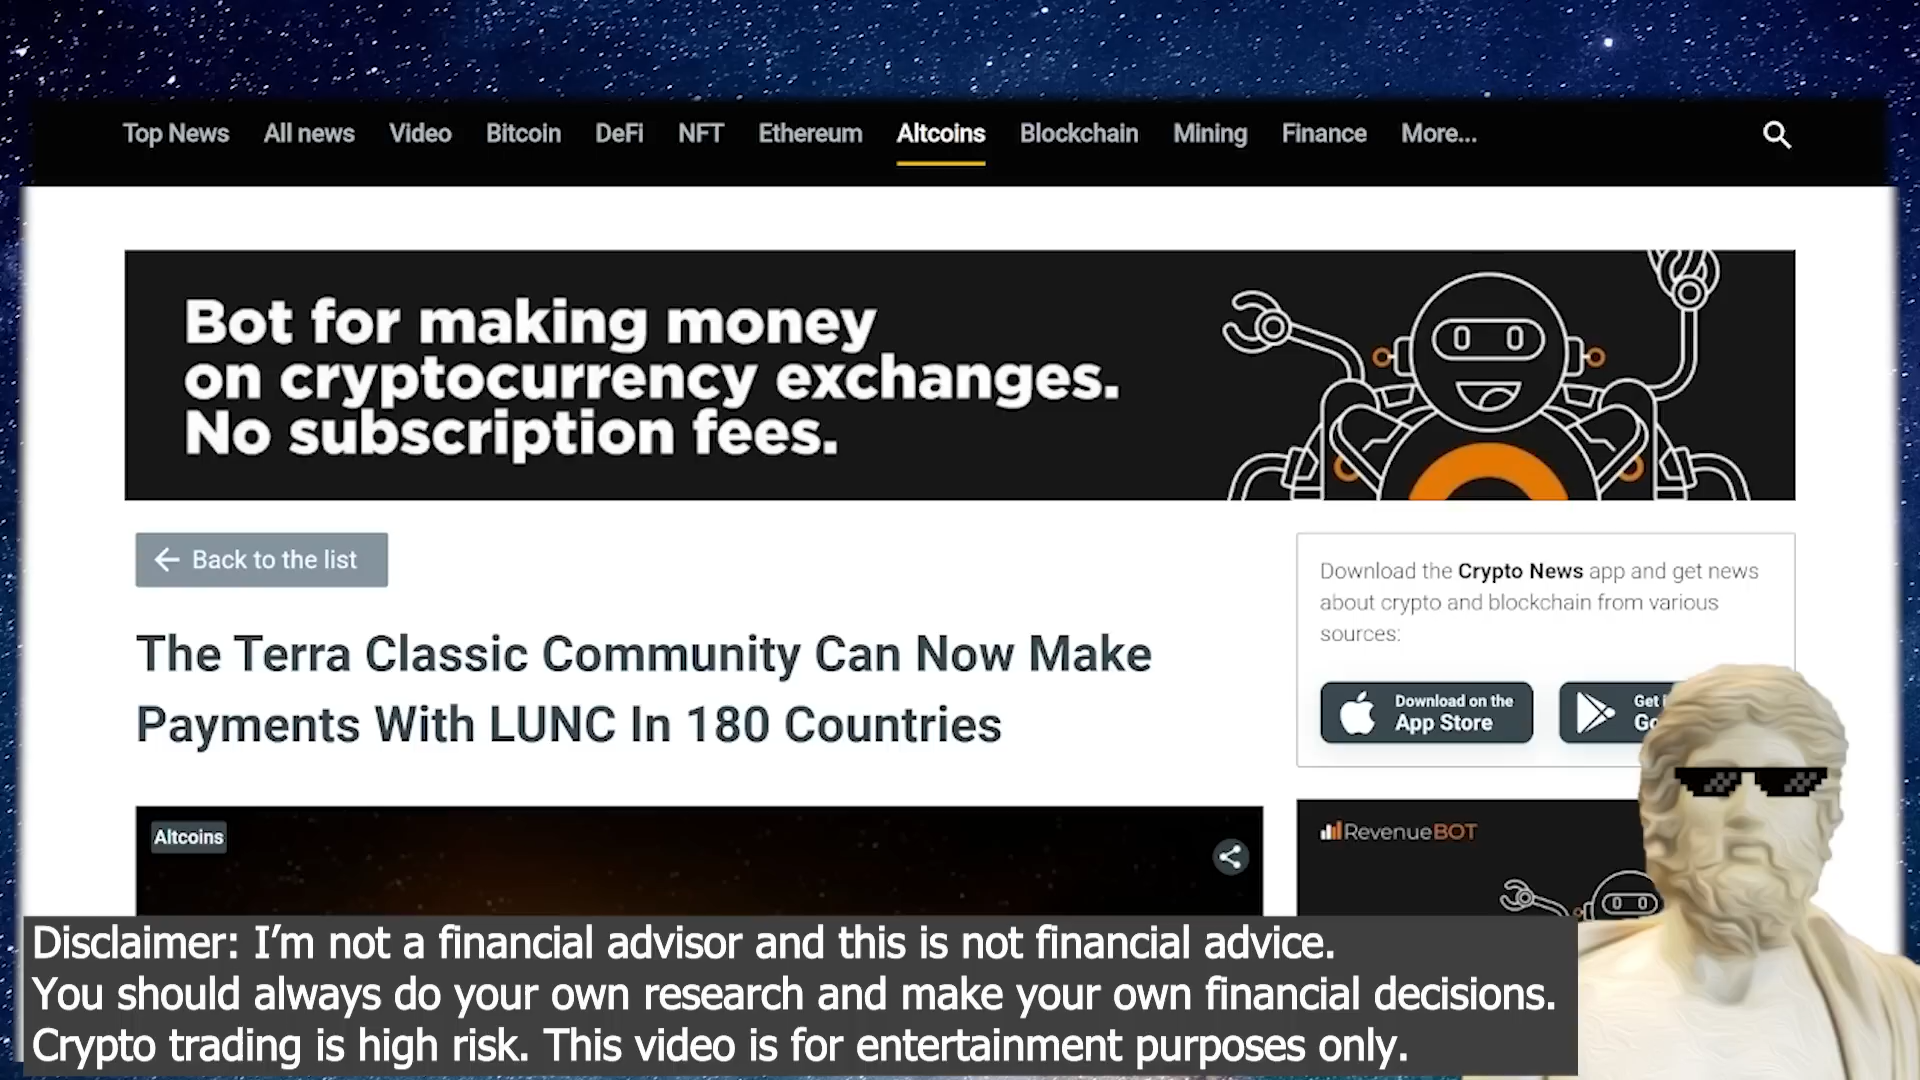 Top News All news Video Bitcoin DeFi NFT Ethereum Altcoins Blockchain Mining Finance More...
Bot for making money
on cryptocurrency exchanges.
No subscription fees.
Back to the list
The Terra Classic Community Can Now Make
Payments With LUNC In 180 Countries
Download the Crypto News app and get news
about crypto and blockchain from various
sources:
Download on the
App Store
Get
Altcoins
RevenueBOT
Disclaimer: I’m not a financial advisor and this is not financial advice.
You should always do your own research and make your own financial decisions.
Crypto trading is high risk. This video is for entertainment purposes only.